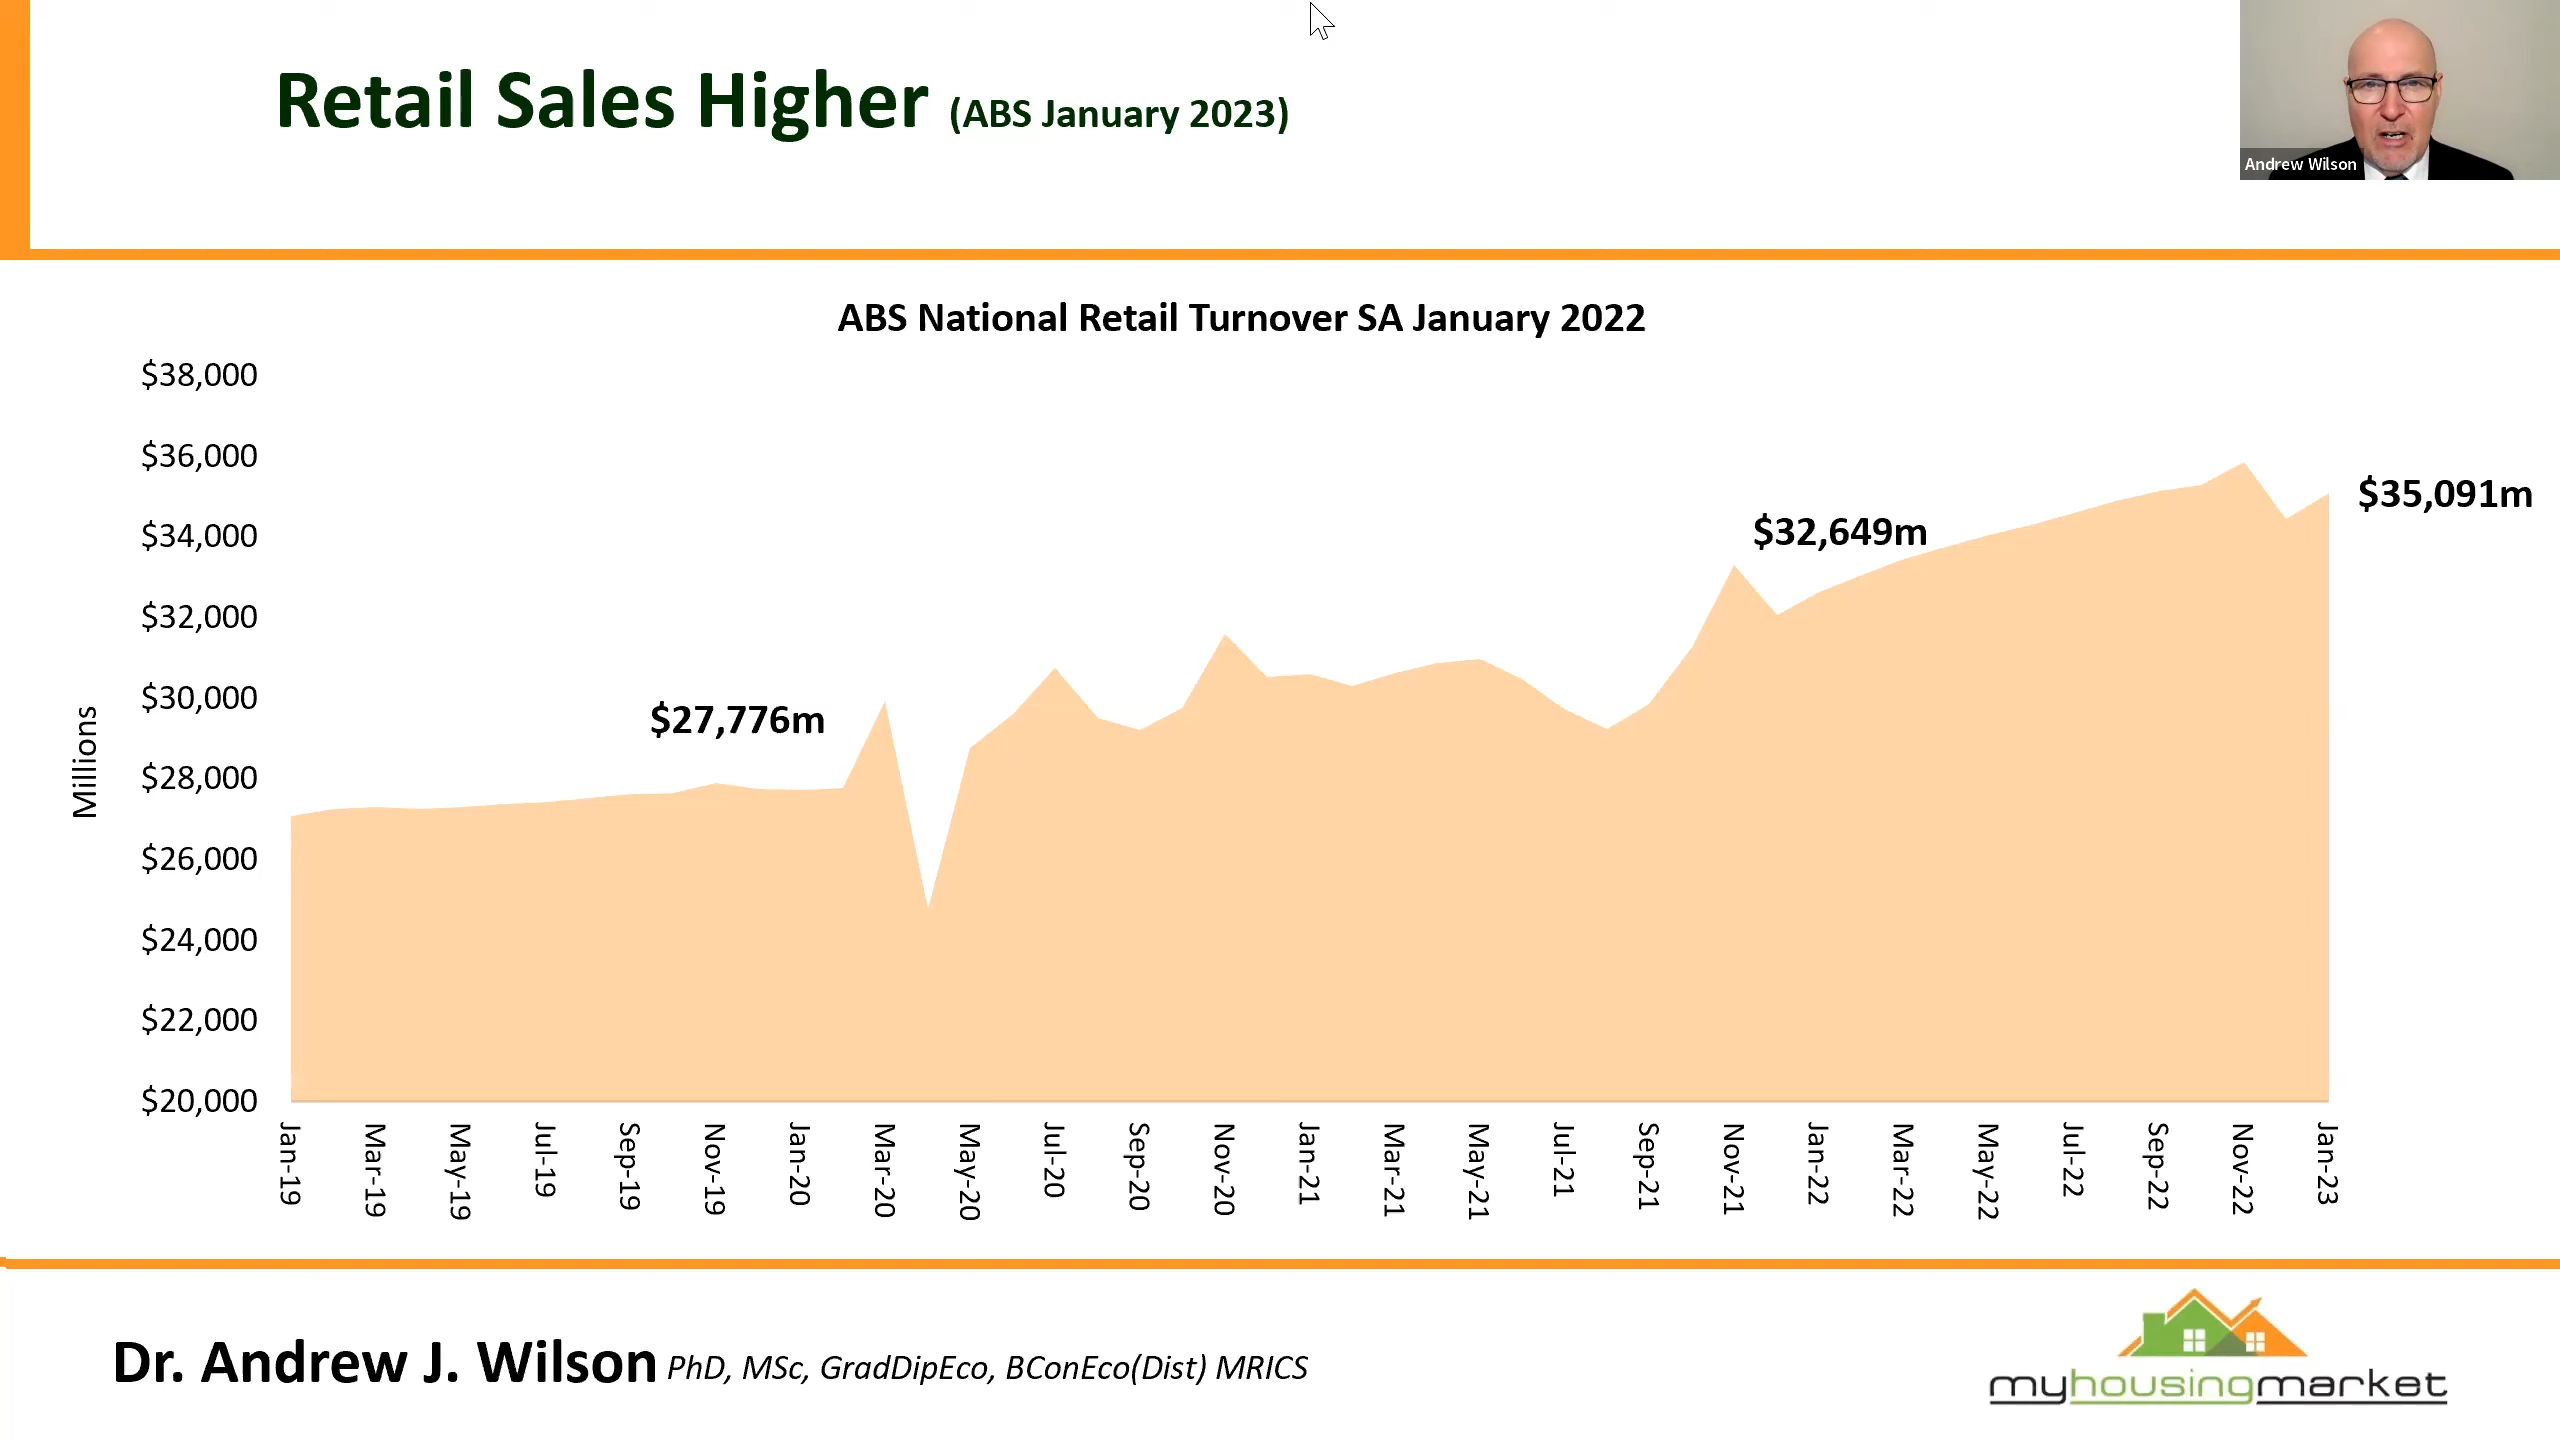 Retail Sales Higher (ABS January 2023)
Andrew Wilson
ABS National Retail Turnover SA January 2022
Millions
$38,000
$36,000
$34,000
$32,000
$30,000
$28,000
$26,000
$24,000
$22,000
$20,000
$27,776m
$32,649m
$35,091m
Jan-19
Mar-19
May-19
Jul-19
Sep-19
Nov-19
Jan-20
Mar-20
May-20
Jul-20
Sep-20
Nov-20
Jan-21
Mar-21
May-21
Jul-21
Sep-21
Nov-21
Jan-22
Mar-22
May-22
Jul-22
Sep-22
Nov-22
Jan-23
Dr. Andrew J. Wilson PhD, MSc, GradDipEco, BConEco(Dist) MRICS
myhousingmarket